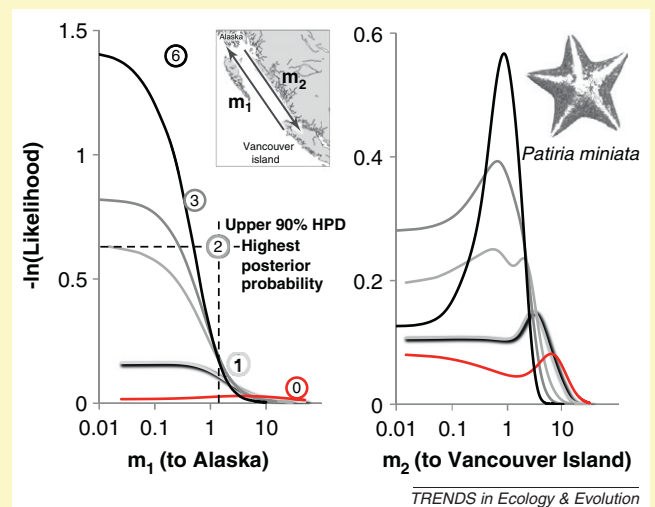 -ln(Likelihood)
1.5
1
0.5
0
0.01
0.1
1
10
m1 (to Alaska)
6
3
2
1
0
Alaska
m1
m2
Vancouver
island
Upper 90% HPD
Highest
posterior
probability
0.6
0.4
0.2
0
0.01
0.1
1
10
m2 (to Vancouver Island)
Patiria miniata
TRENDS in Ecology & Evolution